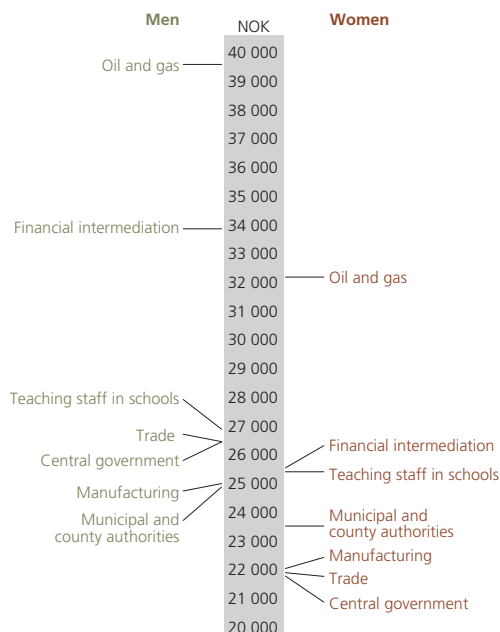 Men
NOK
Women
40 000
Oil and gas
39 000
38 000
37 000
36 000
35 000
34 000
Financial intermediation
33 000
32 000
Oil and gas
31 000
30 000
29 000
28 000
Teaching staff in schools
27 000
Trade
26 000
Central government
Financial intermediation
25 000
Teaching staff in schools
Manufacturing
24 000
Municipal and
county authorities
Municipal and
county authorities
23 000
Manufacturing
22 000
Trade
21 000
Central government
20 000